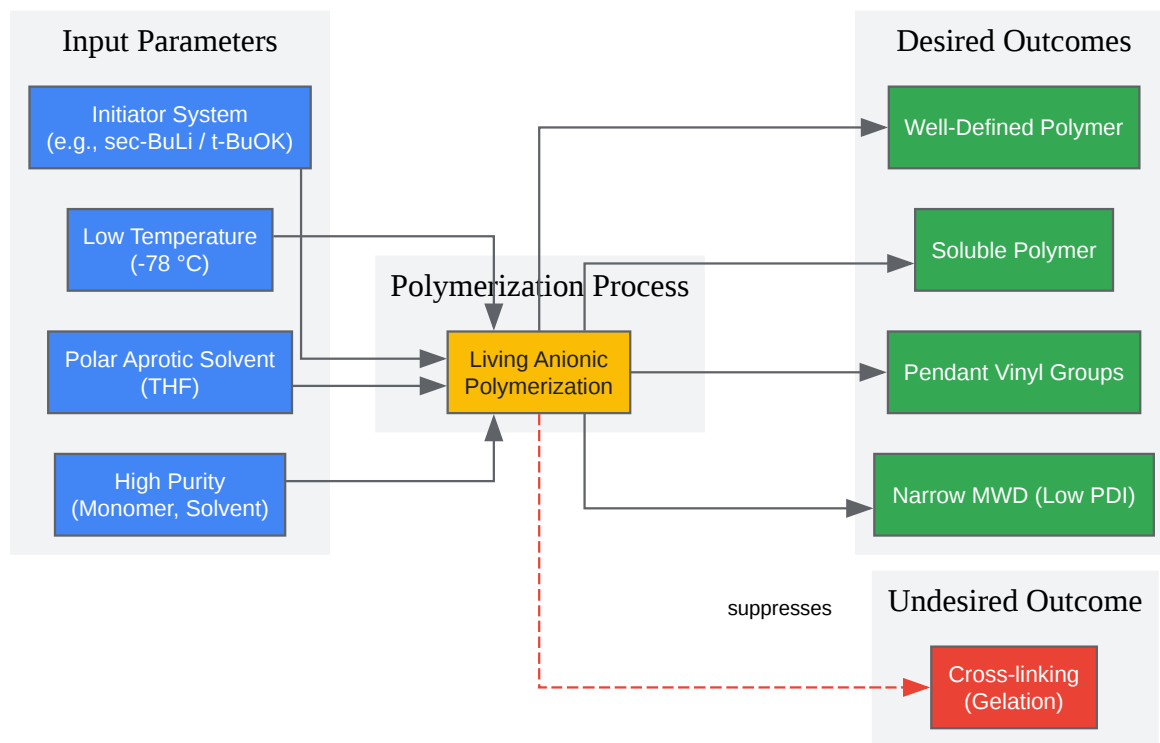 Input Parameters
Initiator System
(e.g., sec-BuLi / t-BuOK)
Low Temperature
(-78 °C)
Polar Aprotic Solvent
(THF)
High Purity
(Monomer, Solvent)
Polymerization Process
Living Anionic
Polymerization
Desired Outcomes
Well-Defined Polymer
Soluble Polymer
Pendant Vinyl Groups
Narrow MWD (Low PDI)
suppresses
Undesired Outcome
Cross-linking
(Gelation)